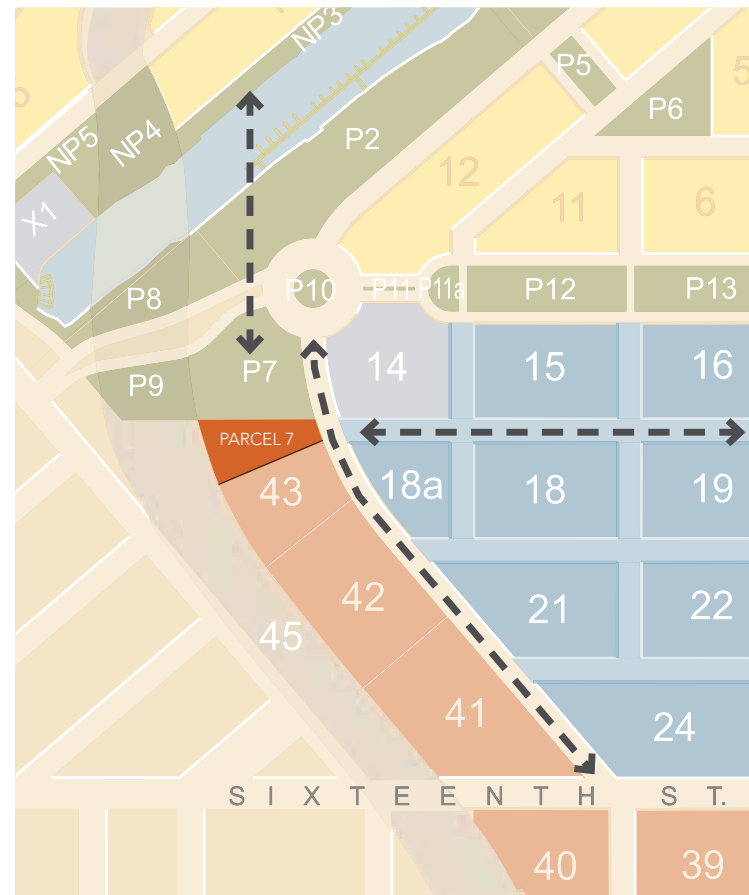 NP3
P5
5
P6
NP5
NP4
P2
12
11
6
X1
P8
P10
P11
P11a
P12
P13
P9
P7
14
15
16
PARCEL 7
43
18a
18
19
42
21
22
45
41
24
SIXTEENTH ST.
40
39